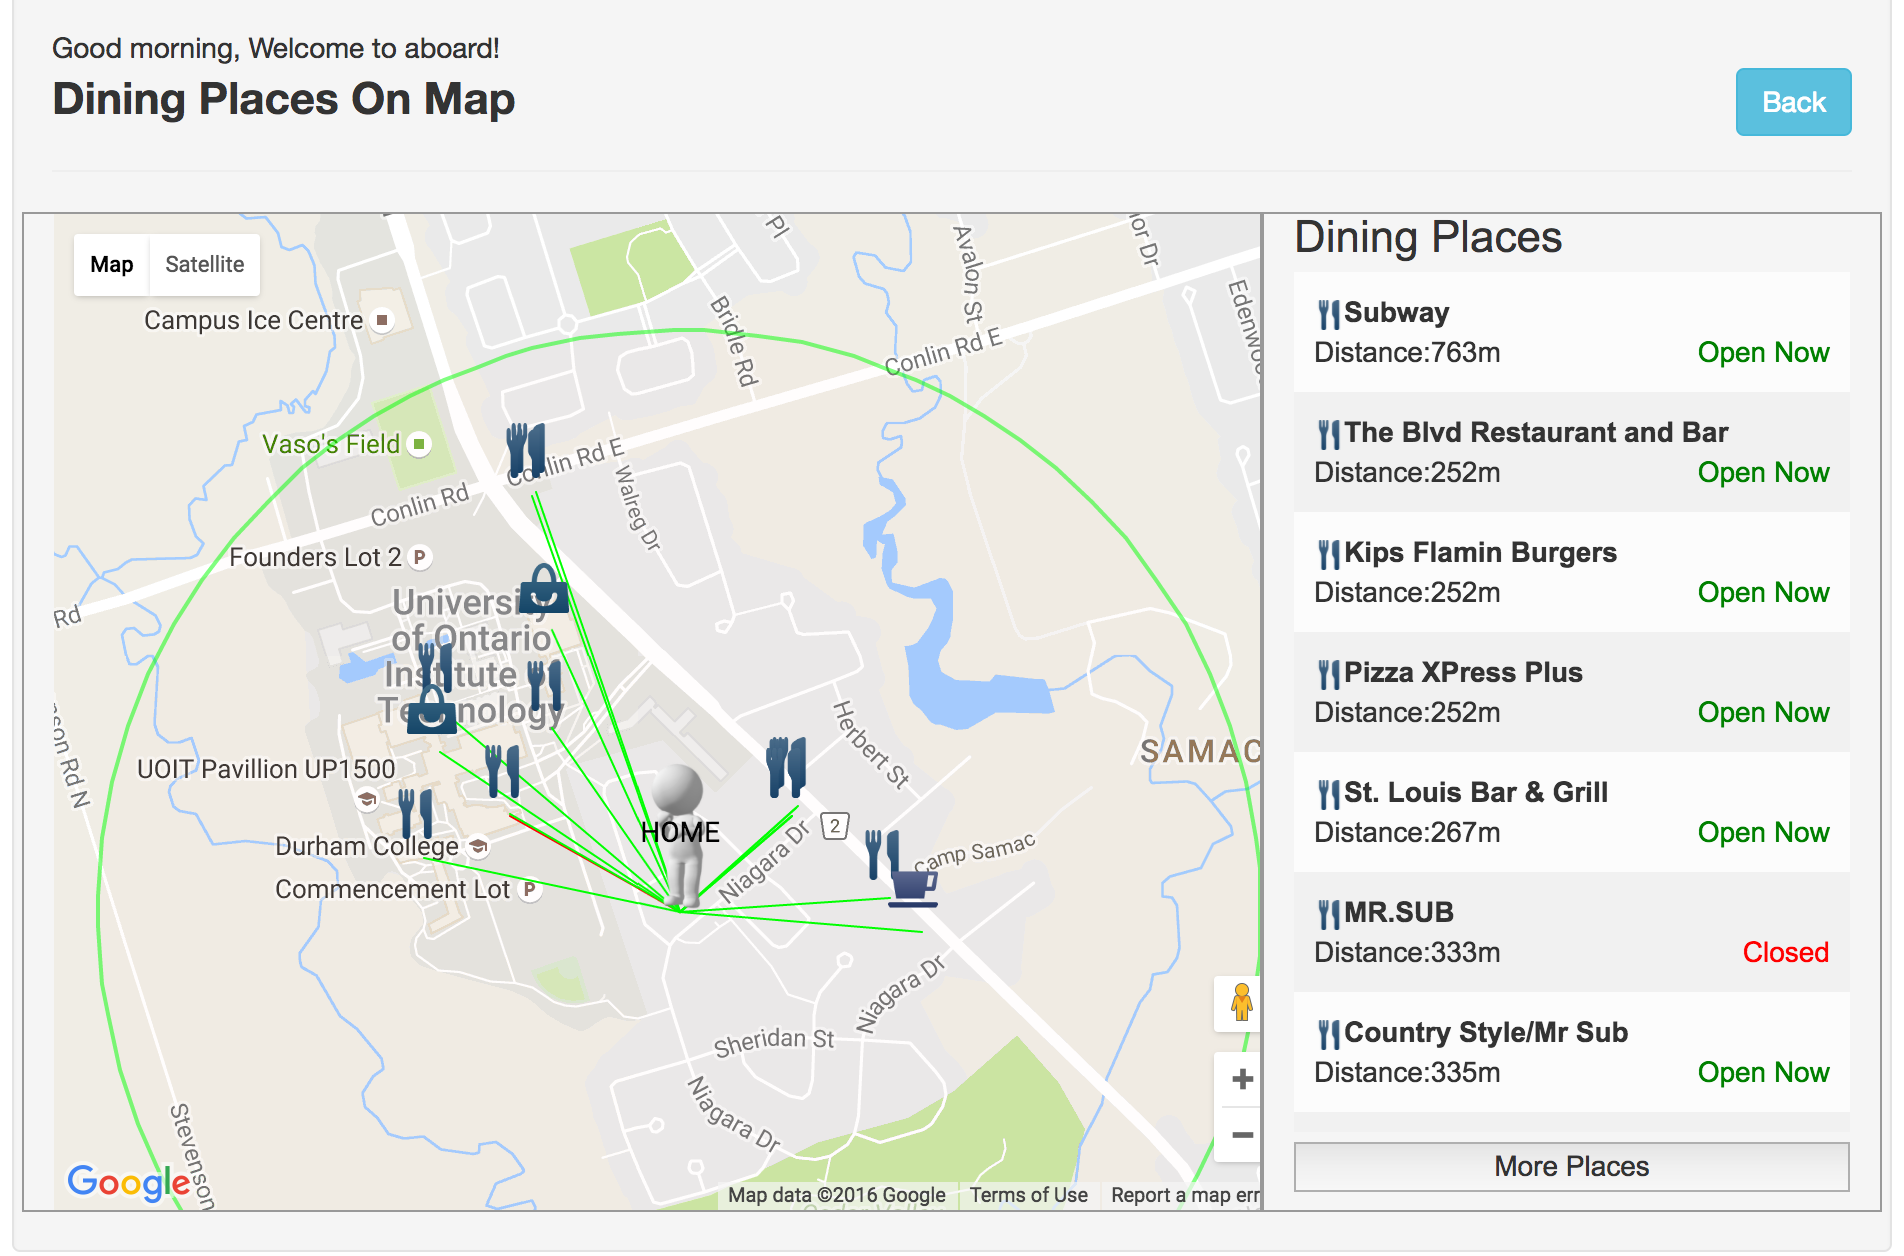 Good morning, Welcome to aboard!
Dining Places On Map
Back
Map
Satellite
Campus Ice Centre
Pl
Bridle Rd
Avalon St
or Dr
Conlin Rd E
Vaso's Field
Conlin Rd E
Walreg Dr
Conlin Rd
Founders Lot 2
P
Rd
University
of Ontario
Institute of
Technology
son Rd N
UOIT Pavillion UP1500
Herbert St
SAMAC
HOME
Niagara Dr
2
Camp Samac
Durham College
Commencement Lot
P
Niagara Dr
Sheridan St
Niagara Dr
Stevenson
+
−
Google
Map data ©2016 Google
Terms of Use
Report a map err
Dining Places
Subway
Distance:763m
Open Now
The Blvd Restaurant and Bar
Distance:252m
Open Now
Kips Flamin Burgers
Distance:252m
Open Now
Pizza XPress Plus
Distance:252m
Open Now
St. Louis Bar & Grill
Distance:267m
Open Now
MR.SUB
Distance:333m
Closed
Country Style/Mr Sub
Distance:335m
Open Now
More Places